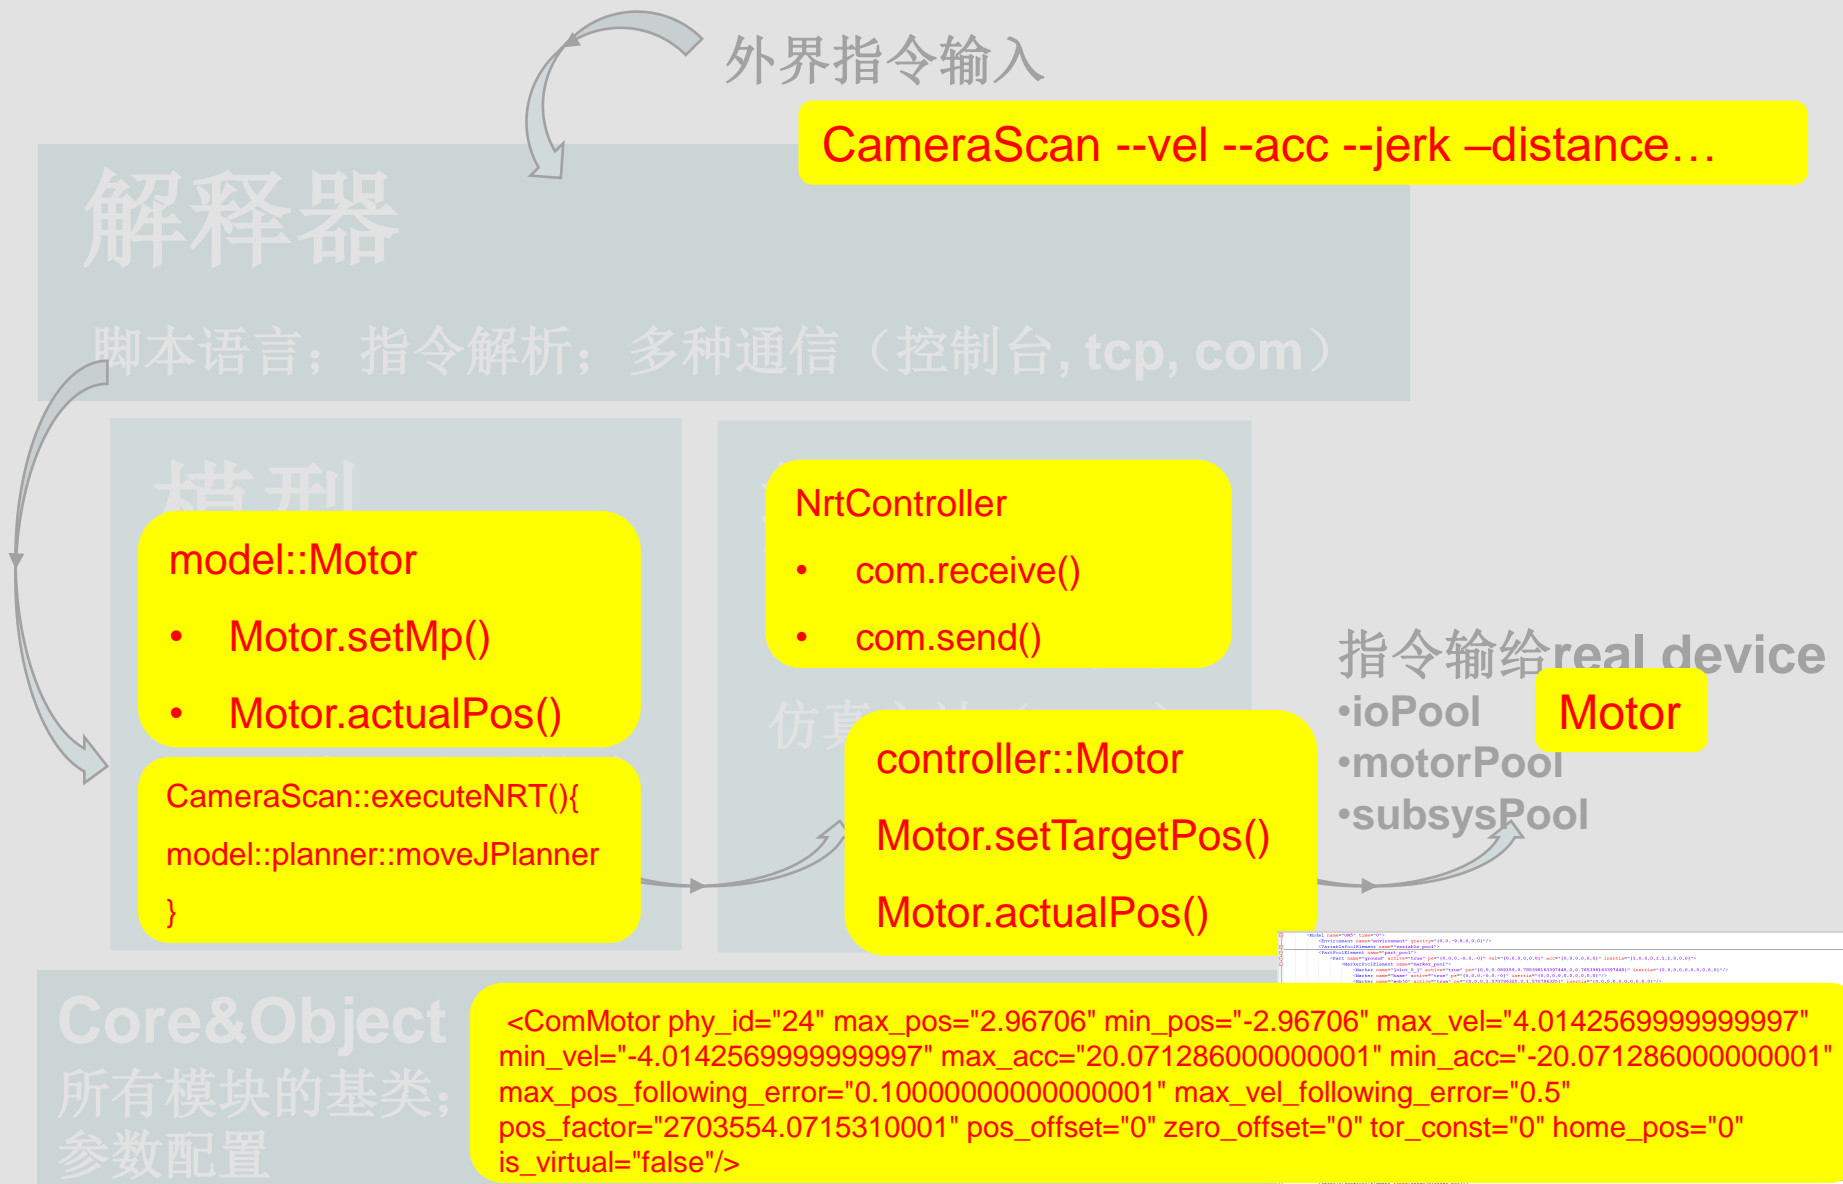 外界指令输入
CameraScan --vel --acc --jerk –distance…
解释器
脚本语言；指令解析；多种通信（控制台, tcp, com）
模型
NrtController
• com.receive()
• com.send()
model::Motor
• Motor.setMp()
• Motor.actualPos()
仿真
指令输给real device
•ioPool
Motor
•motorPool
•subsysPool
CameraScan::executeNRT(){
model::planner::moveJPlanner
}
controller::Motor
Motor.setTargetPos()
Motor.actualPos()
Core&Object
所有模块的基类；
参数配置
<ComMotor phy_id="24" max_pos="2.96706" min_pos="-2.96706" max_vel="4.0142569999999997"
min_vel="-4.0142569999999997" max_acc="20.071286000000001" min_acc="-20.071286000000001"
max_pos_following_error="0.10000000000000001" max_vel_following_error="0.5"
pos_factor="2703554.0715310001" pos_offset="0" zero_offset="0" tor_const="0" home_pos="0"
is_virtual="false"/>